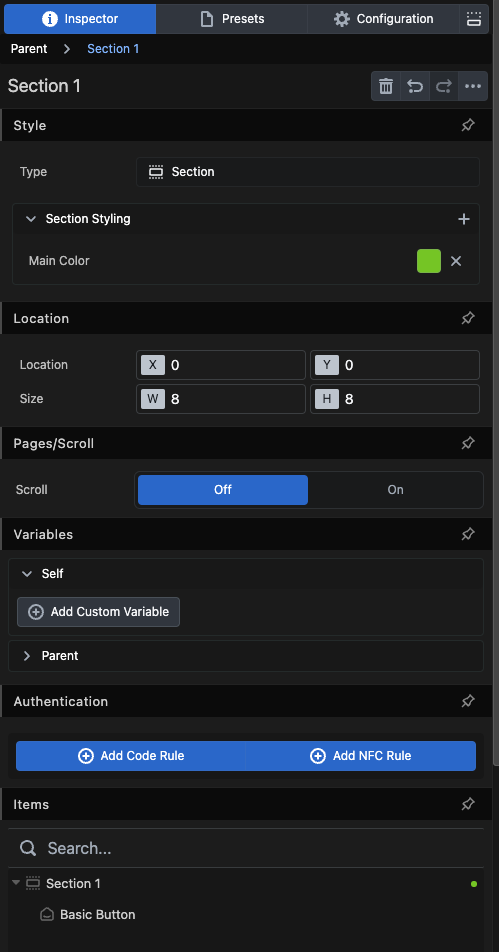 Inspector Presets Configuration
Parent > Section 1
Section 1
Style
Type Section
Section Styling
Main Color
Location
Location X 0 Y 0
Size W 8 H 8
Pages/Scroll
Scroll Off On
Variables
Self
Add Custom Variable
Parent
Authentication
Add Code Rule Add NFC Rule
Items
Search...
Section 1
Basic Button